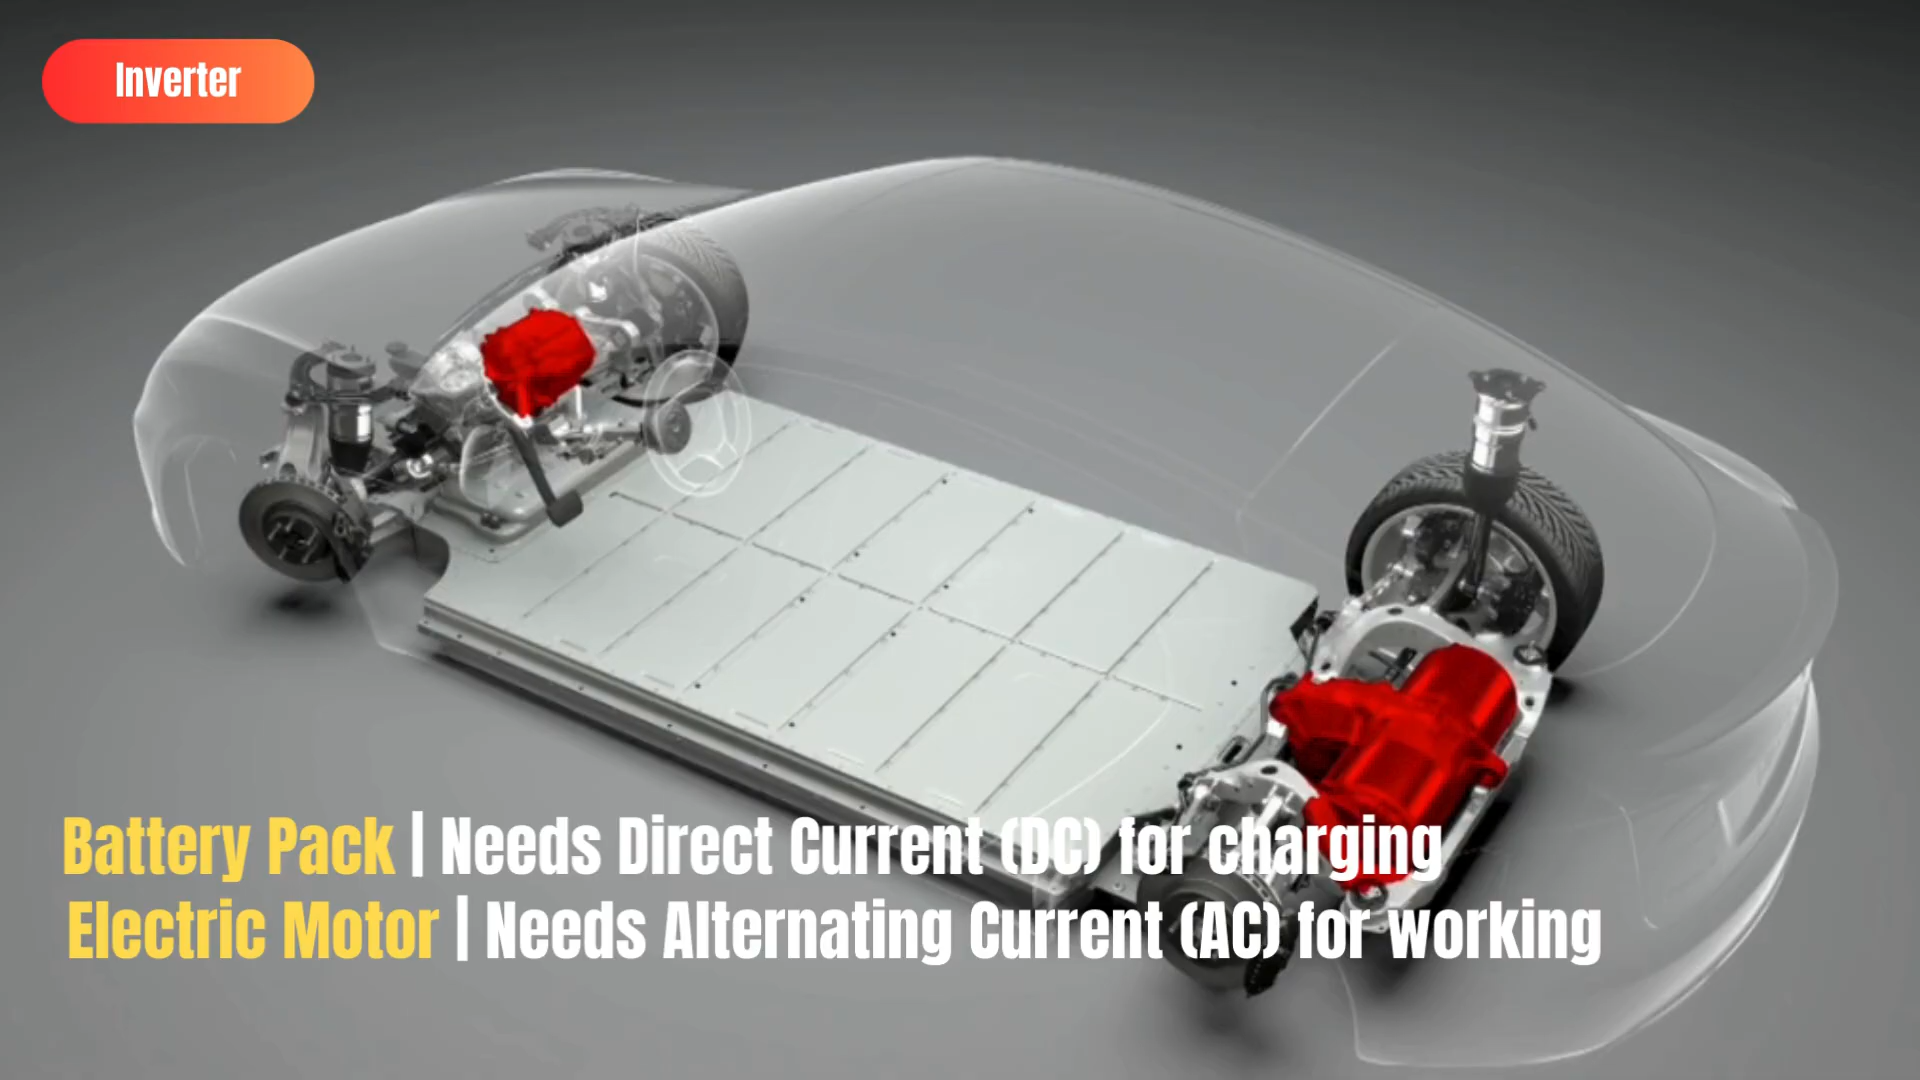 Inverter
Battery Pack | Needs Direct Current (DC) for charging
Electric Motor | Needs Alternating Current (AC) for working